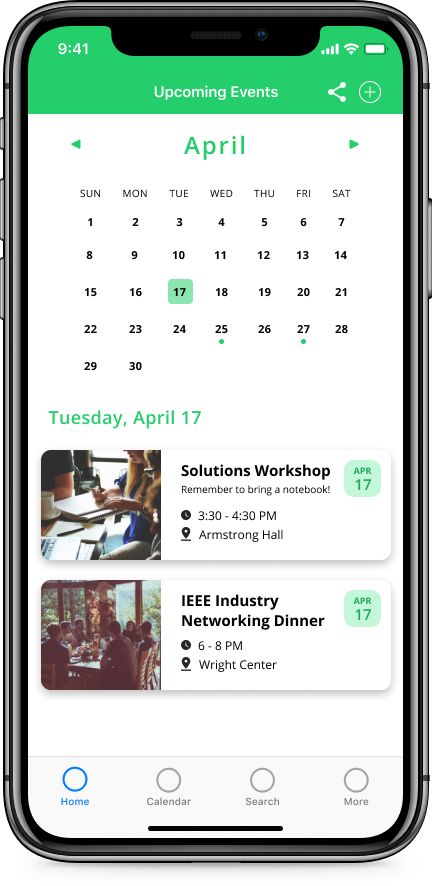 9:41
Upcoming Events
April
SUN MON TUE WED THU FRI SAT
1 2 3 4 5 6 7
8 9 10 11 12 13 14
15 16 17 18 19 20 21
22 23 24 25 26 27 28
29 30
Tuesday, April 17
Solutions Workshop
Remember to bring a notebook!
3:30 - 4:30 PM
Armstrong Hall
APR
17
IEEE Industry
Networking Dinner
6 - 8 PM
Wright Center
APR
17
Home Calendar Search More